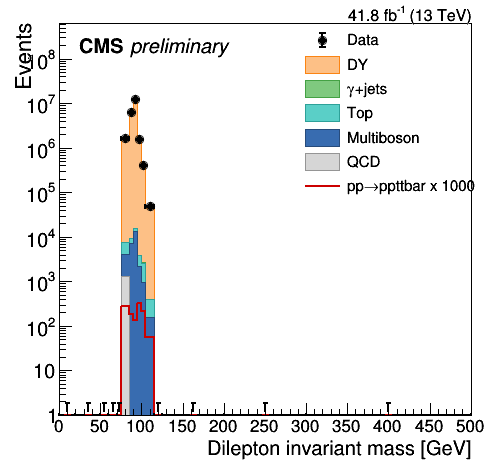 41.8 fb⁻¹ (13 TeV)
CMS preliminary
Events
Data
DY
γ+jets
Top
Multiboson
QCD
pp→ppttbar x 1000
10⁸
10⁷
10⁶
10⁵
10⁴
10³
10²
10
1
0 50 100 150 200 250 300 350 400 450 500
Dilepton invariant mass [GeV]